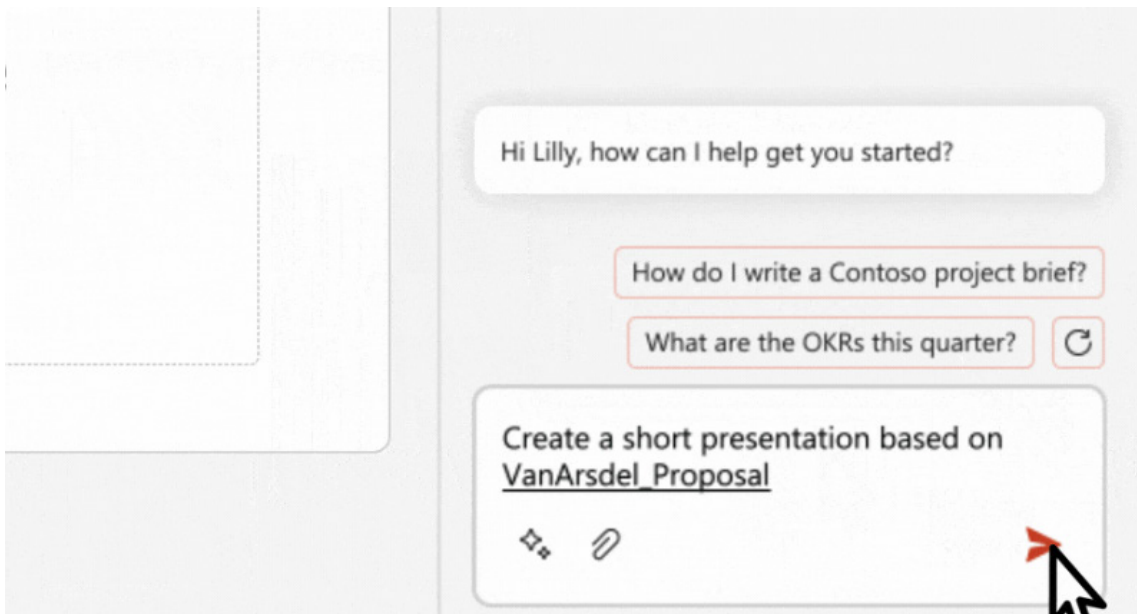 Hi Lilly, how can I help get you started?
How do I write a Contoso project brief?
What are the OKRs this quarter?
Create a short presentation based on
VanArsdel_Proposal